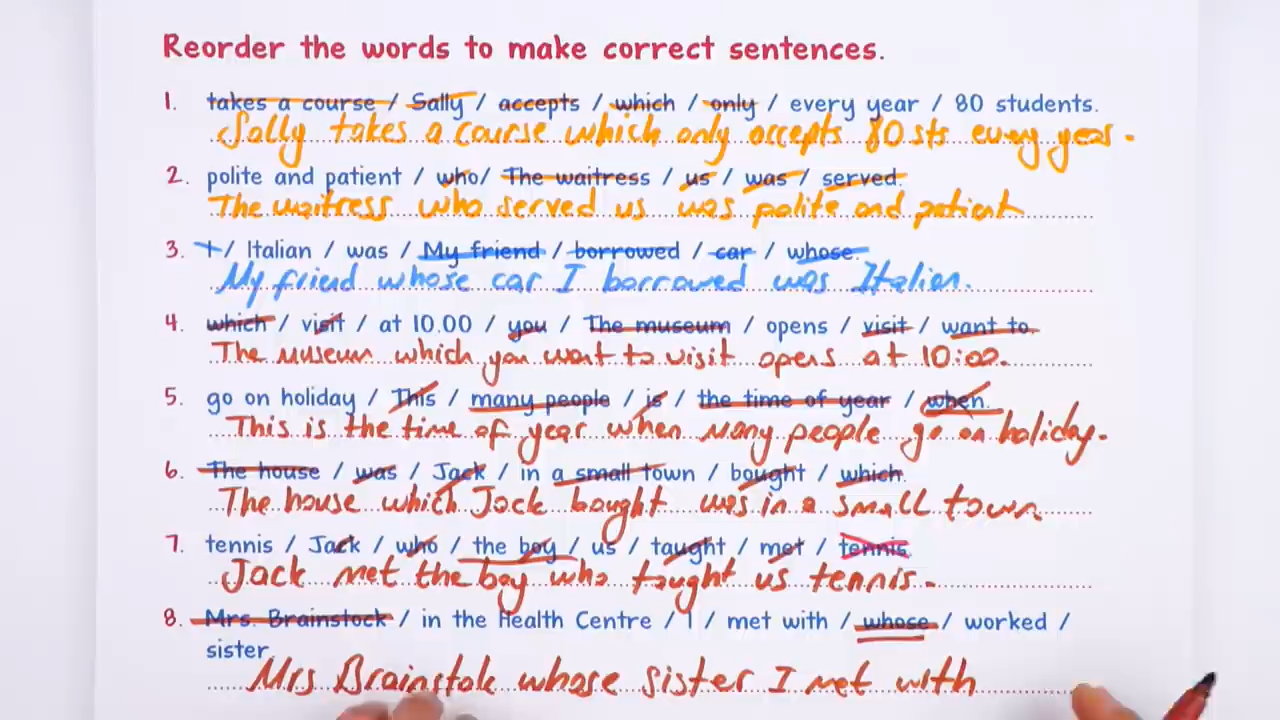 Reorder the words to make correct sentences.
1. takes a course / Sally / accepts / which / only / every year / 80 students.
Sally takes a course which only accepts 80 sts every year.
2. polite and patient / who/ The waitress / us / was / served.
The waitress who served us was polite and patient
3. I / Italian / was / My friend / borrowed / car / whose.
My friend whose car I borrowed was Italian.
4. which / visit / at 10.00 / you / The museum / opens / visit / want to.
The museum which you want to visit opens at 10:00.
5. go on holiday / This / many people / is / the time of year / when.
This is the time of year when many people go on holiday.
6. The house / was / Jack / in a small town / bought / which.
The house which Jack bought was in a small town.
7. tennis / Jack / who / the boy / us / taught / met / tennis.
Jack met the boy who taught us tennis.
8. Mrs. Brainstock / in the Health Centre / I / met with / whose / worked /
sister.
Mrs Brainstok whose sister I met with